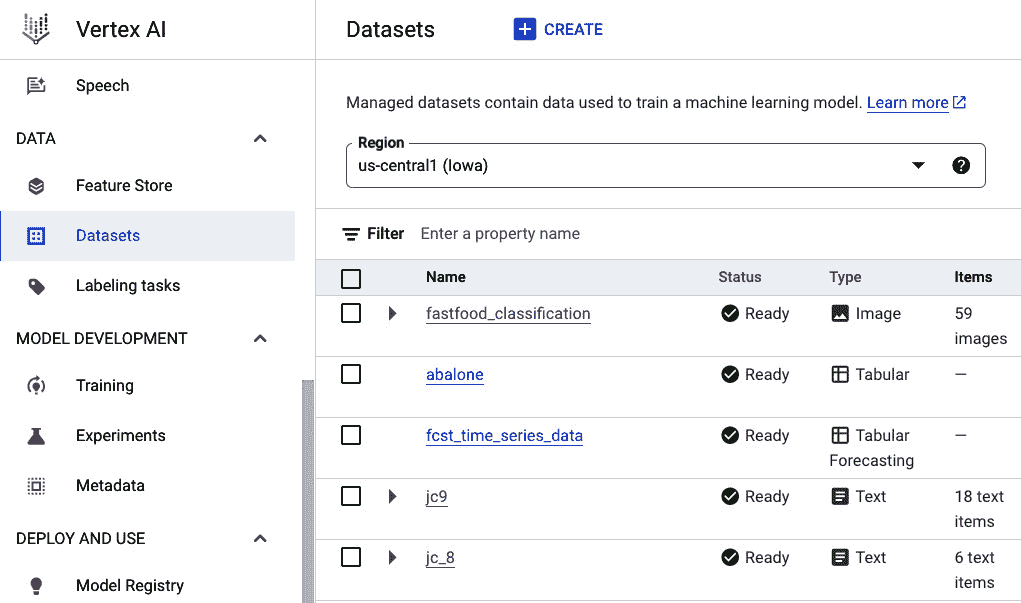 Vertex AI
Speech
DATA
Feature Store
Datasets
Labeling tasks
MODEL DEVELOPMENT
Training
Experiments
Metadata
DEPLOY AND USE
Model Registry
Datasets
CREATE
Managed datasets contain data used to train a machine learning model. Learn more
Region
us-central1 (Iowa)
Filter Enter a property name
Name Status Type Items
fastfood_classification Ready Image 59
images
abalone Ready Tabular —
fcst_time_series_data Ready Tabular —
Forecasting
jc9 Ready Text 18 text
items
jc_8 Ready Text 6 text
items